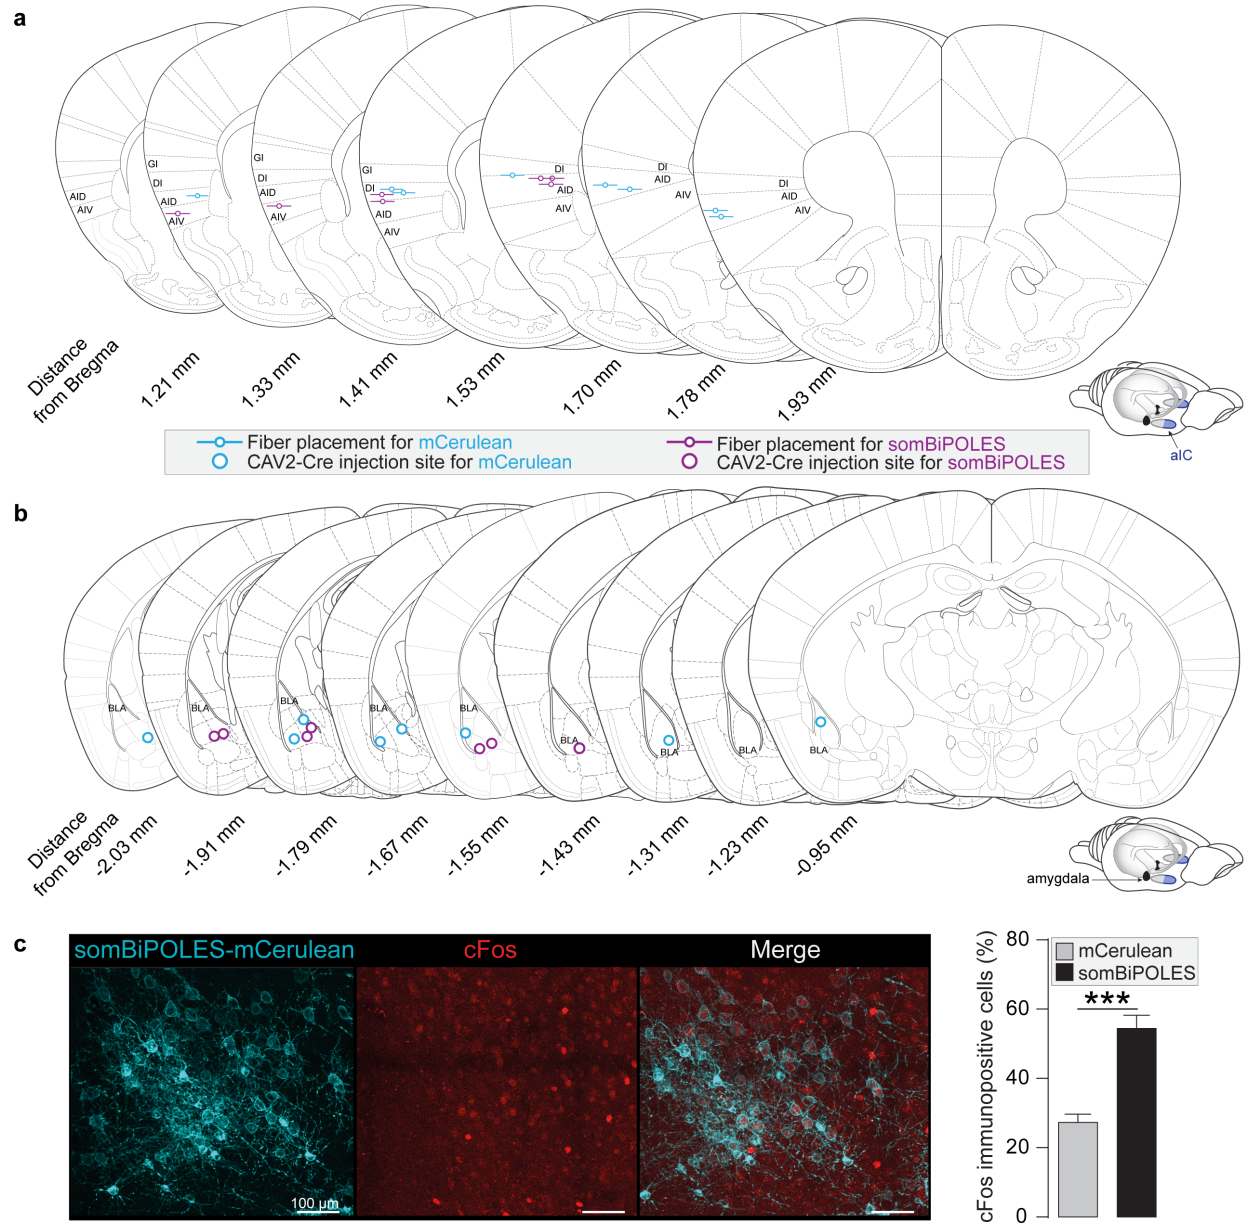 a
GI
DI
AID
AIV
GI
DI
AID
AIV
GI
DI
AID
AIV
DI
AID
AIV
DI
AID
AIV
DI
AID
AIV
AID
AIV
Distance
from Bregma
1.21 mm
1.33 mm
1.41 mm
1.53 mm
1.70 mm
1.78 mm
1.93 mm
aIC
Fiber placement for mCerulean
Fiber placement for somBiPOLES
CAV2-Cre injection site for mCerulean
CAV2-Cre injection site for somBiPOLES
b
BLA
BLA
BLA
BLA
BLA
BLA
BLA
BLA
BLA
Distance
from Bregma
-2.03 mm
-1.91 mm
-1.79 mm
-1.67 mm
-1.55 mm
-1.43 mm
-1.31 mm
-1.23 mm
-0.95 mm
amygdala
c
somBiPOLES-mCerulean
cFos
Merge
100 µm
cFos immunopositive cells (%)
80
60
40
20
0
mCerulean
somBiPOLES
***